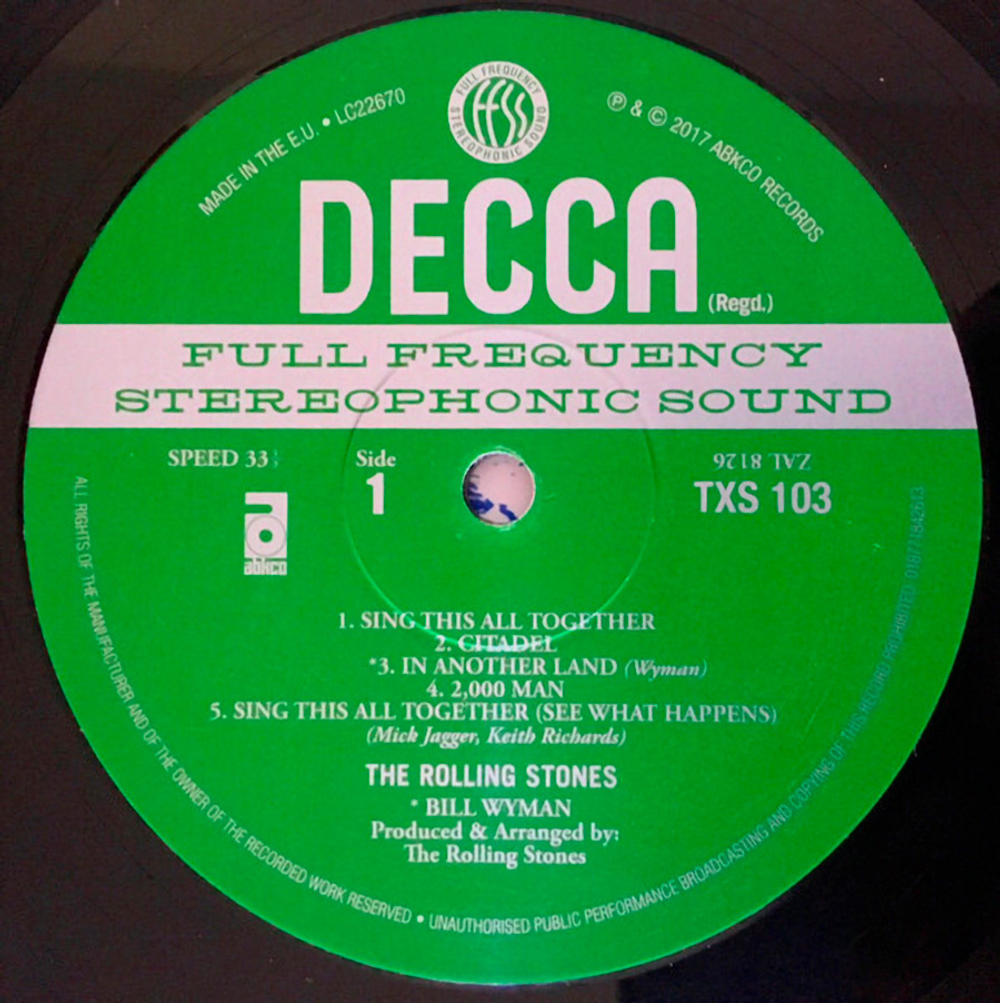 FULL FREQUENCY
ffss
STEREOPHONIC SOUND
MADE IN THE E.U. • LC22670
℗ & © 2017 ABKCO RECORDS
DECCA (Regd.)
FULL FREQUENCY
STEREOPHONIC SOUND
SPEED 33⅓
Side
1
ZAL 8126
TXS 103
abkco
1. SING THIS ALL TOGETHER
2. CITADEL
*3. IN ANOTHER LAND (Wyman)
4. 2,000 MAN
5. SING THIS ALL TOGETHER (SEE WHAT HAPPENS)
(Mick Jagger, Keith Richards)
THE ROLLING STONES
* BILL WYMAN
Produced & Arranged by:
The Rolling Stones
ALL RIGHTS OF THE MANUFACTURER AND OF THE OWNER OF THE RECORDED WORK RESERVED • UNAUTHORISED PUBLIC PERFORMANCE BROADCASTING AND COPYING OF THIS RECORD PROHIBITED